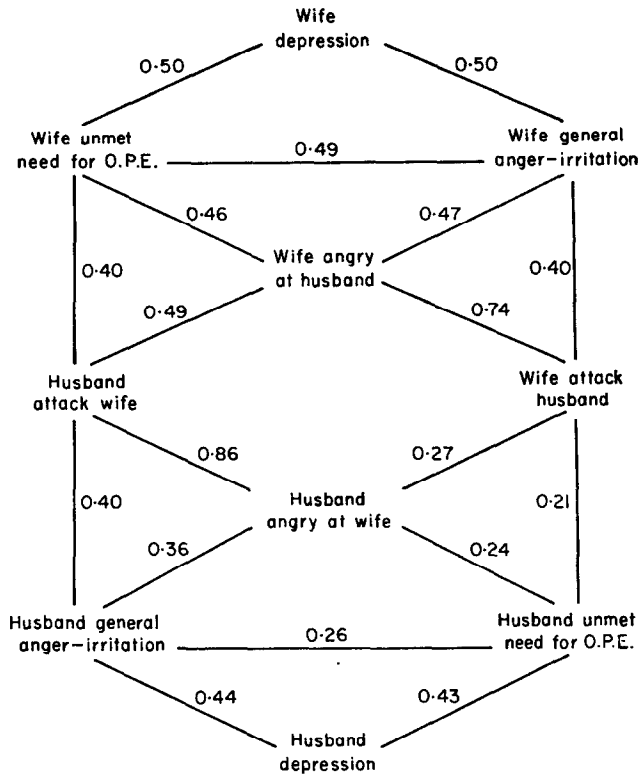 Wife
depression
0·50
0·50
Wife unmet
need for O.P.E.
0·49
Wife general
anger-irritation
0·46
0·47
0·40
Wife angry
at husband
0·40
0·49
0·74
Husband
attack wife
Wife attack
husband
0·86
0·27
0·40
Husband
angry at wife
0·21
0·36
0·24
Husband general
anger-irritation
0·26
Husband unmet
need for O.P.E.
0·44
0·43
Husband
depression